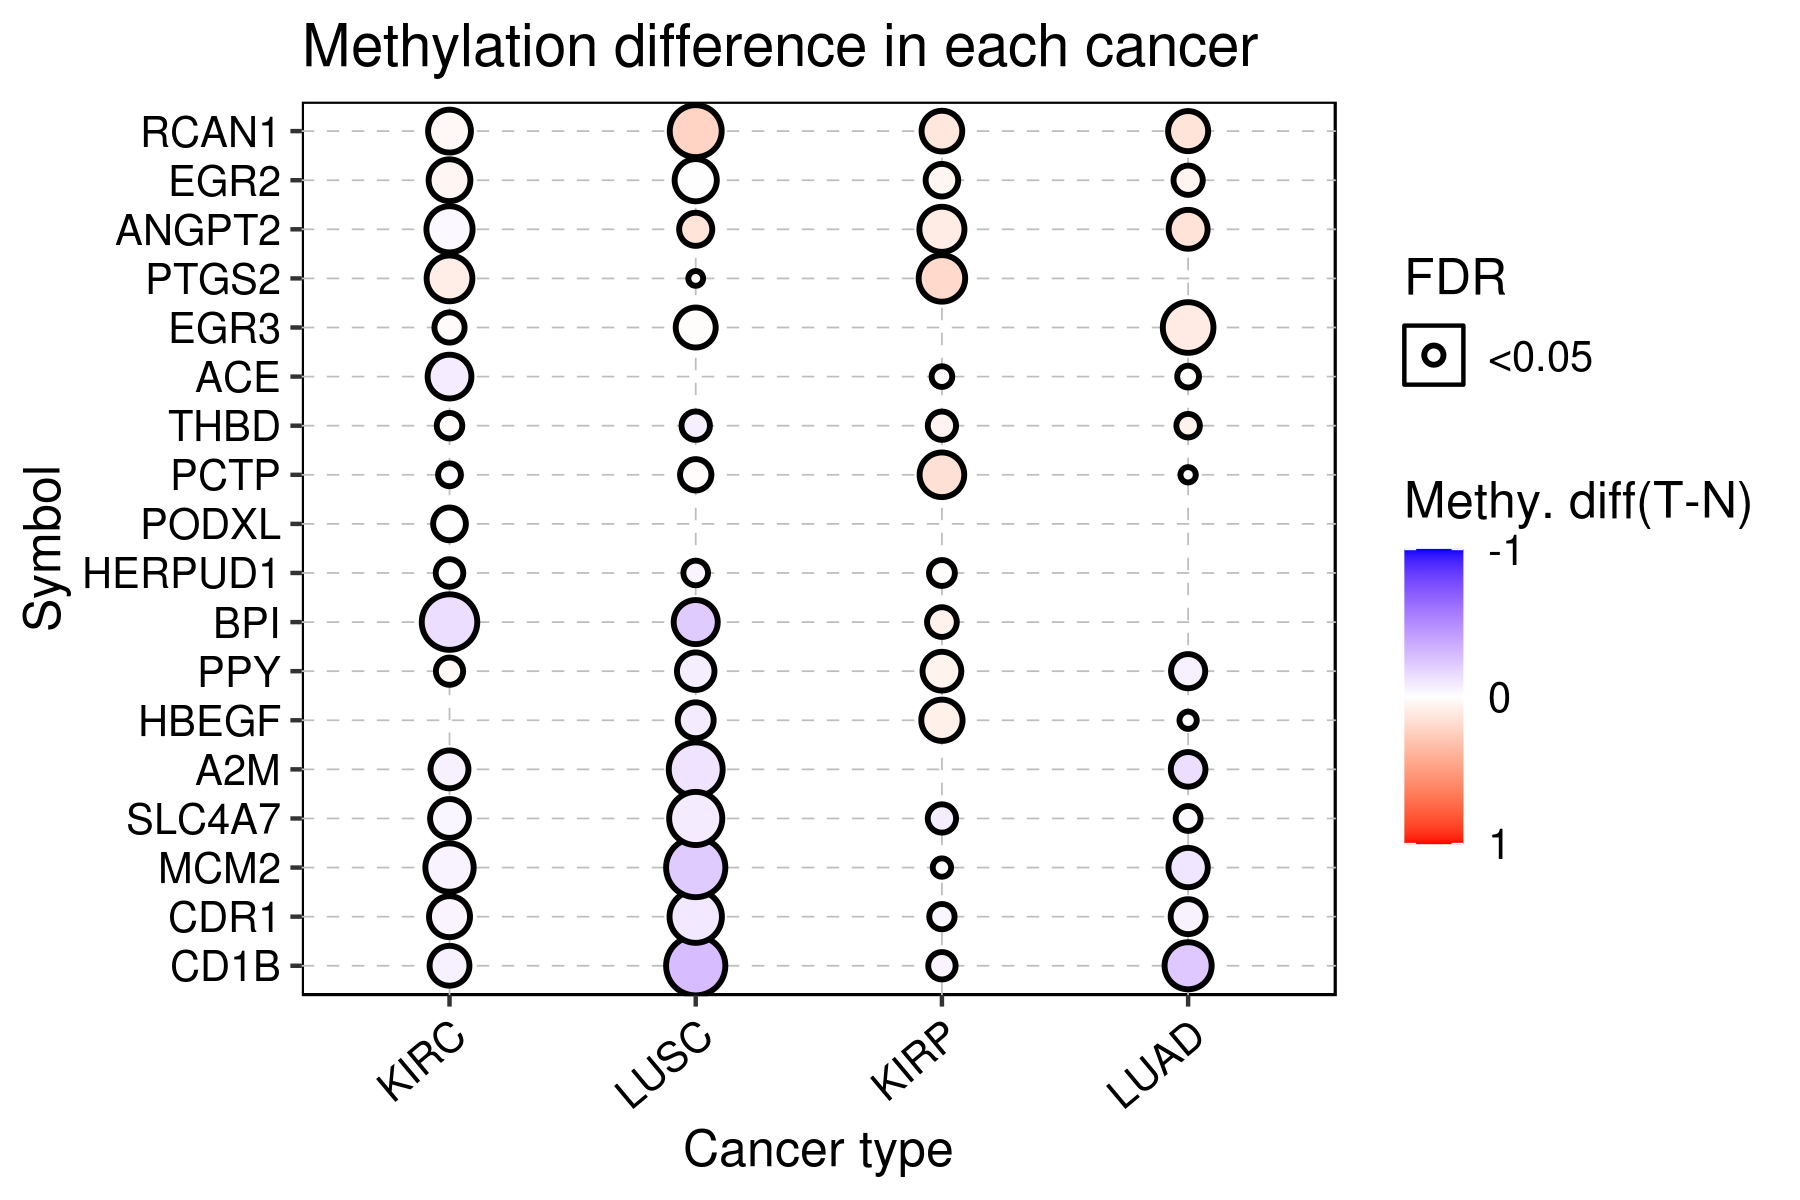 Methylation difference in each cancer
Symbol
RCAN1
EGR2
ANGPT2
PTGS2
EGR3
ACE
THBD
PCTP
PODXL
HERPUD1
BPI
PPY
HBEGF
A2M
SLC4A7
MCM2
CDR1
CD1B
KIRC
LUSC
KIRP
LUAD
Cancer type
FDR
<0.05
Methy. diff(T-N)
-1
0
1